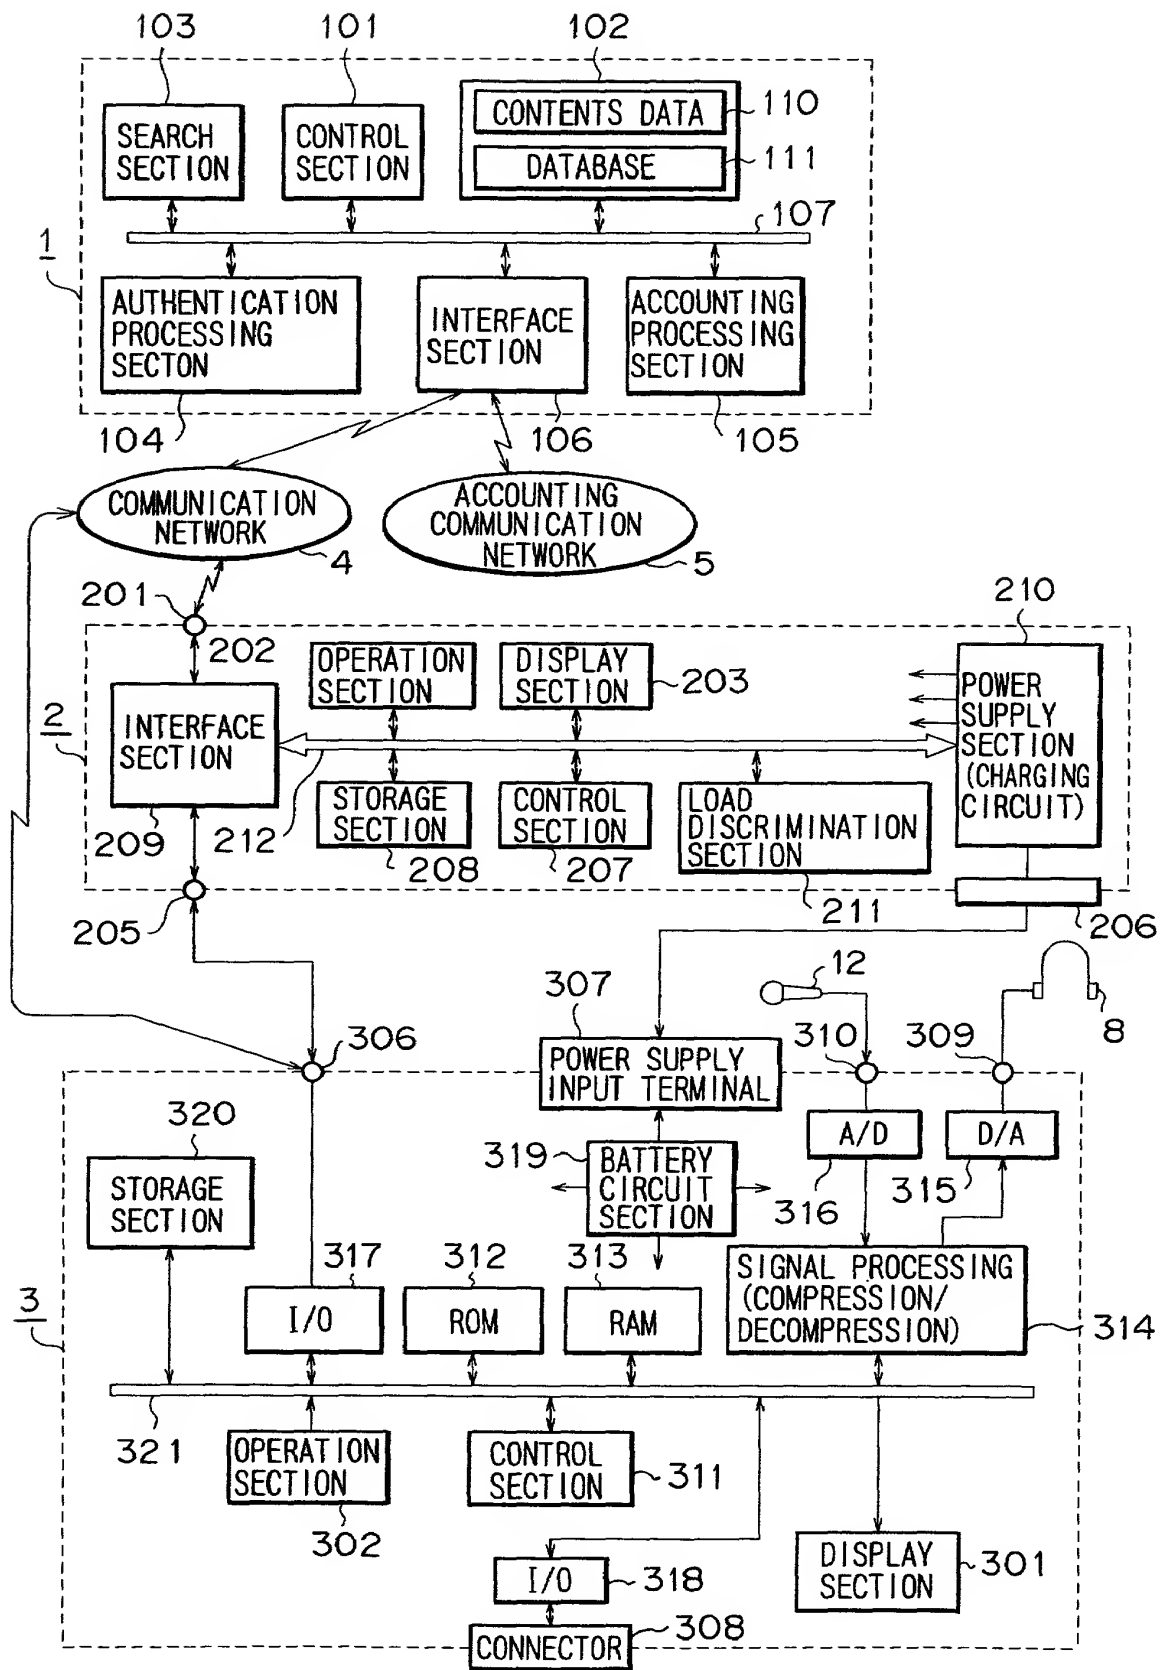 103
101
102
SEARCH
SECTION
CONTROL
SECTION
CONTENTS DATA
110
DATABASE
111
107
1
AUTHENTICATION
PROCESSING
SECTON
INTERFACE
SECTION
ACCOUNTING
PROCESSING
SECTION
104
106
105
COMMUNICATION
NETWORK
4
ACCOUNTING
COMMUNICATION
NETWORK
5
201
202
210
OPERATION
SECTION
DISPLAY
SECTION
203
POWER
SUPPLY
SECTION
(CHARGING
CIRCUIT)
2
INTERFACE
SECTION
209
212
STORAGE
SECTION
208
CONTROL
SECTION
207
LOAD
DISCRIMINATION
SECTION
211
205
206
12
8
307
310
309
306
POWER SUPPLY
INPUT TERMINAL
320
STORAGE
SECTION
319
BATTERY
CIRCUIT
SECTION
A/D
316
D/A
315
317
I/O
312
ROM
313
RAM
SIGNAL PROCESSING
(COMPRESSION/
DECOMPRESSION)
314
3
321
OPERATION
SECTION
302
CONTROL
SECTION
311
I/O
318
DISPLAY
SECTION
301
CONNECTOR
308